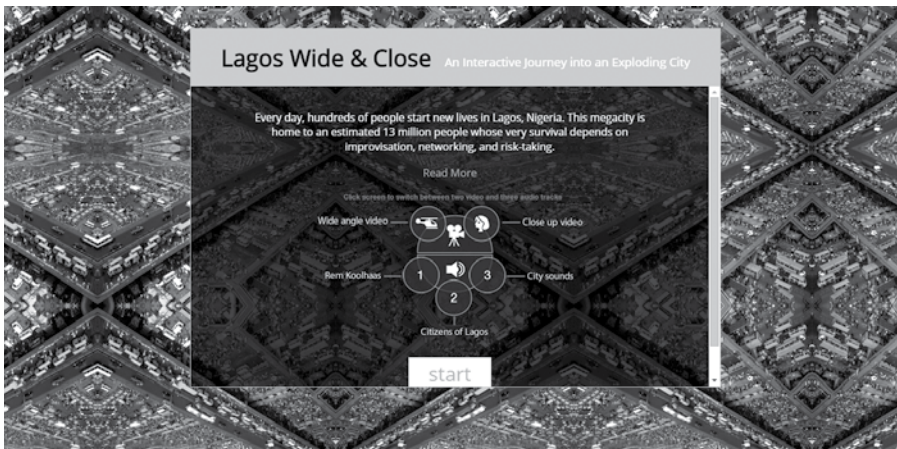 Lagos Wide & Close An Interactive Journey into an Exploding City
Every day, hundreds of people start new lives in Lagos, Nigeria. This megacity is
home to an estimated 13 million people whose very survival depends on
improvisation, networking, and risk-taking.
Read More
Click screen to switch between two video and three audio tracks
Wide angle video
Close up video
Rem Koolhaas
1
3
City sounds
2
Citizens of Lagos
start